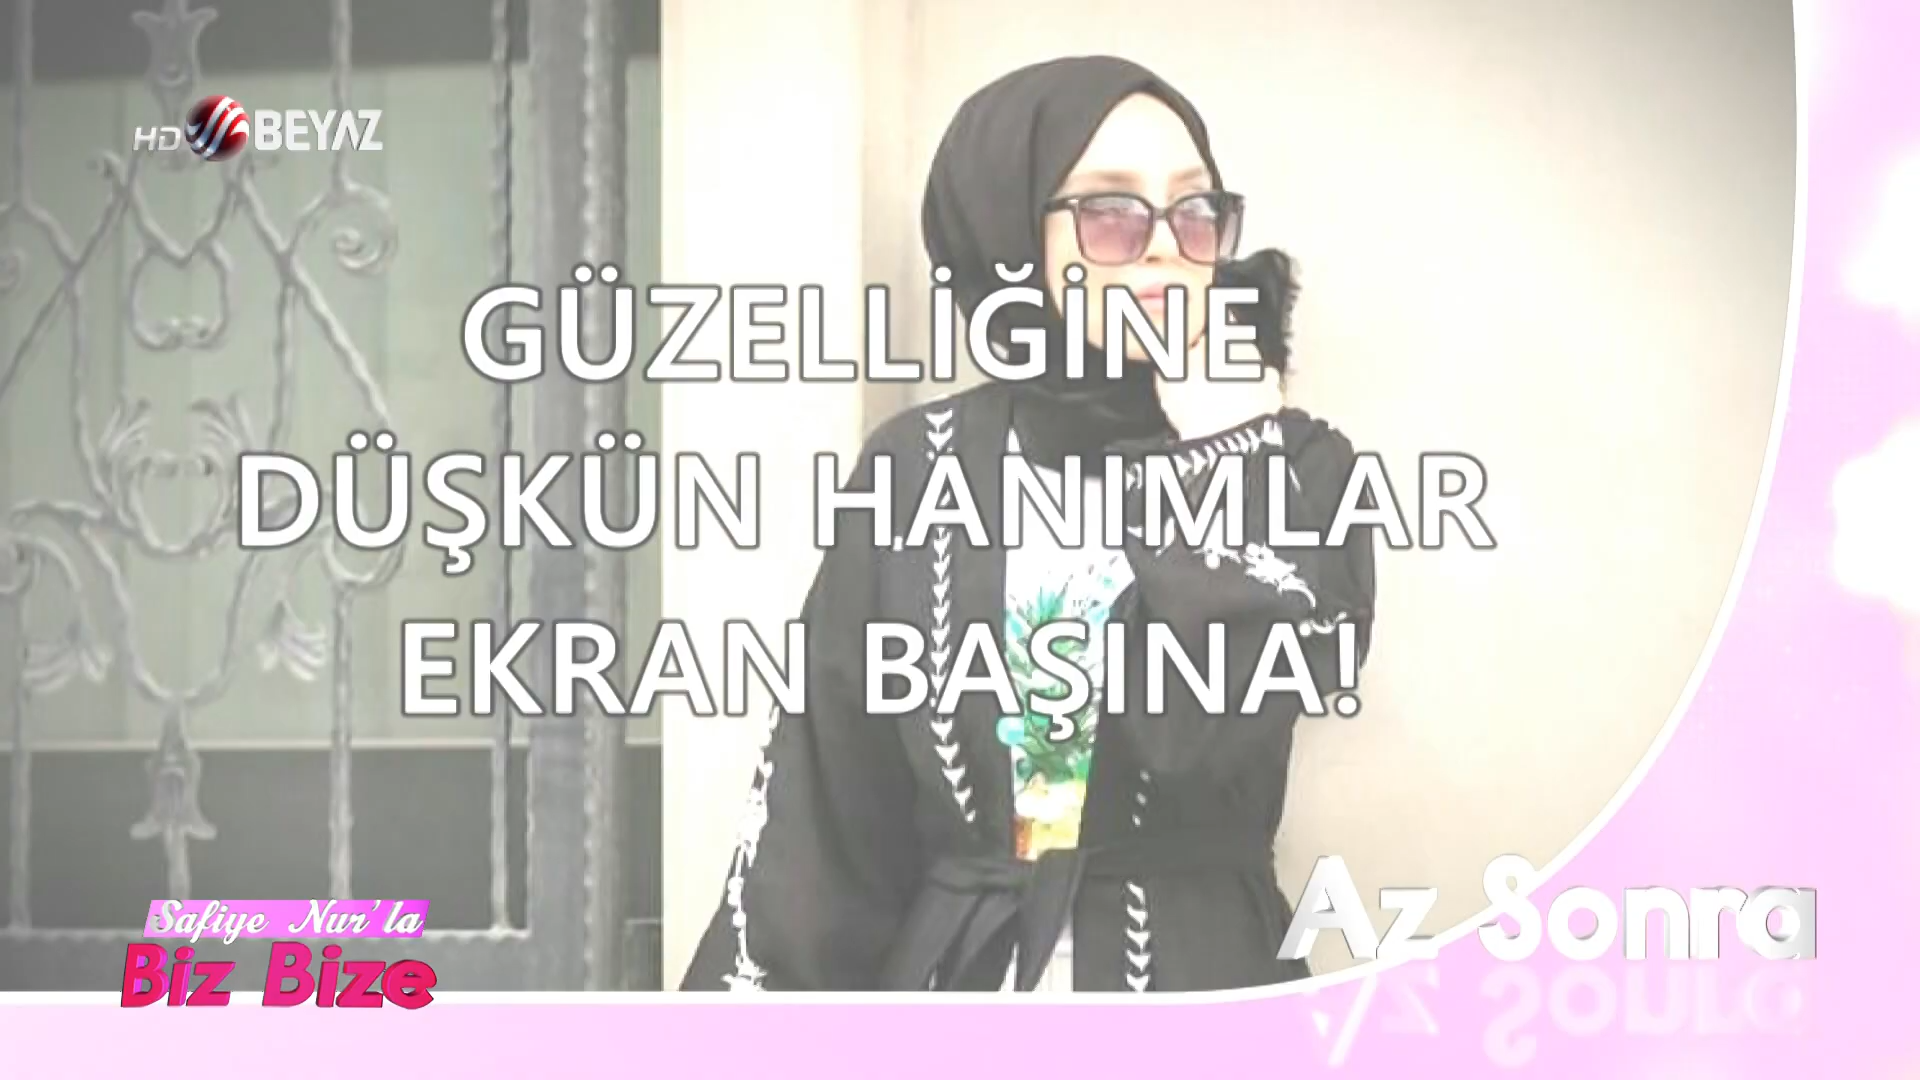 HD BEYAZ
GÜZELLİĞİNE
DÜŞKÜN HANIMLAR
EKRAN BAŞINA!
Az Sonra
Safiye Nur'la
Biz Bize